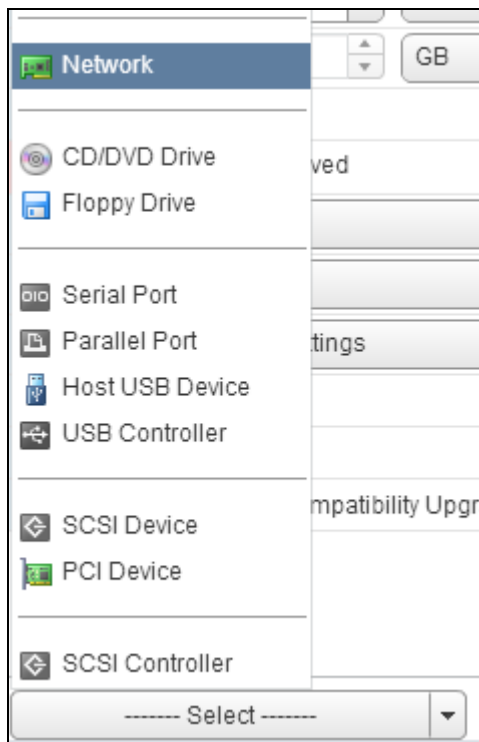 Network
GB
CD/DVD Drive
ved
Floppy Drive
Serial Port
Parallel Port
ttings
Host USB Device
USB Controller
SCSI Device
mpatibility Upgr
PCI Device
SCSI Controller
------- Select -------